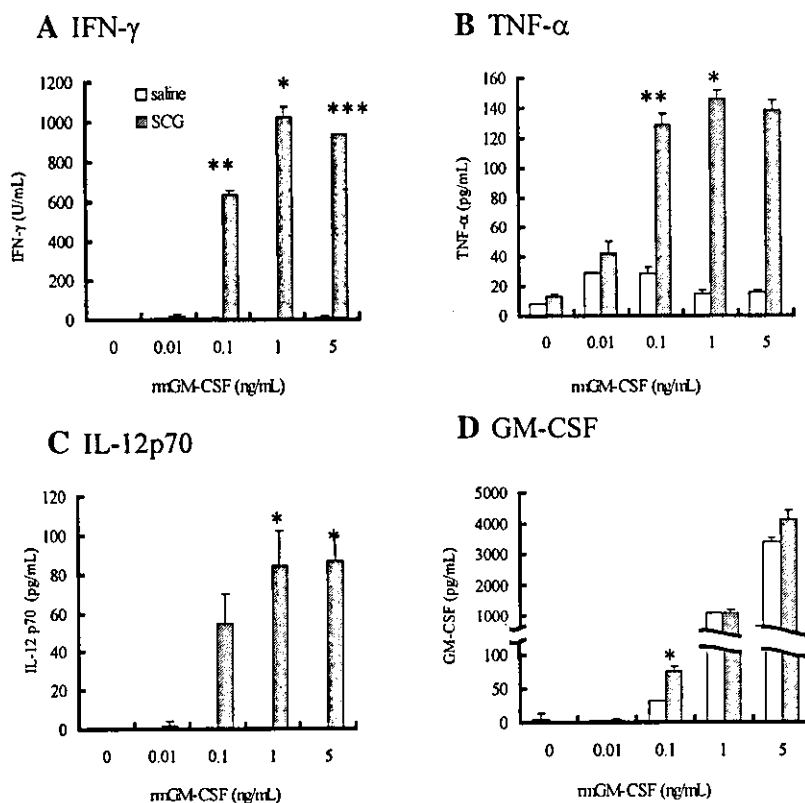 A IFN-γ
1200
1000
800
600
400
200
0
IFN-γ (U/mL)
saline
SCG
**
*
***
0 0.01 0.1 1 5
rmGM-CSF (ng/mL)
B TNF-α
160
140
120
100
80
60
40
20
0
TNF-α (pg/mL)
**
*
0 0.01 0.1 1 5
rmGM-CSF (ng/mL)
C IL-12p70
120
100
80
60
40
20
0
IL-12 p70 (pg/mL)
*
*
0 0.01 0.1 1 5
rmGM-CSF (ng/mL)
D GM-CSF
5000
4000
3000
2000
1000
100
50
0
GM-CSF (pg/mL)
*
0 0.01 0.1 1 5
rmGM-CSF (ng/mL)